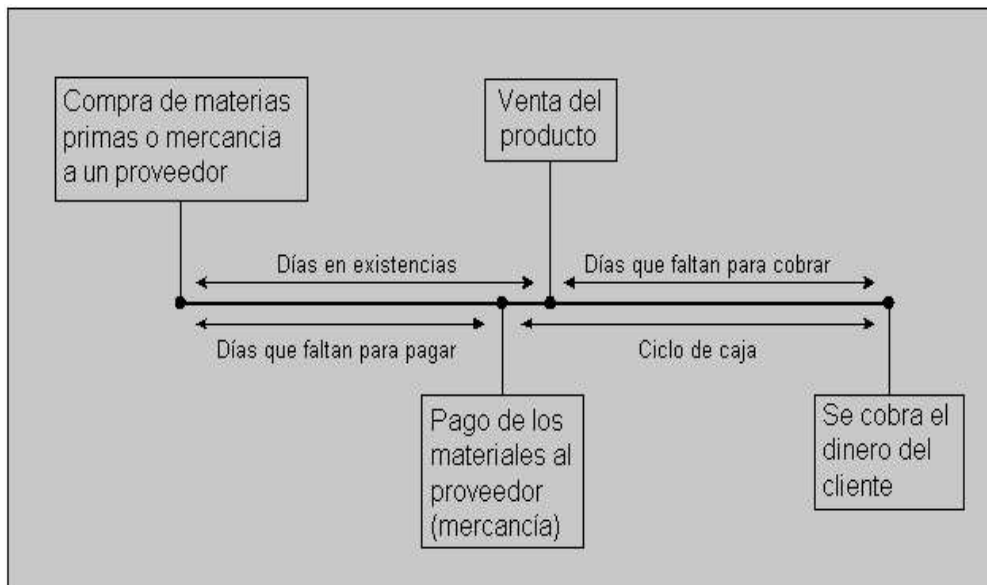 Compra de materias
primas o mercancia
a un proveedor
Venta del
producto
Días en existencias
Días que faltan para cobrar
Días que faltan para pagar
Ciclo de caja
Pago de los
materiales al
proveedor
(mercancía)
Se cobra el
dinero del
cliente